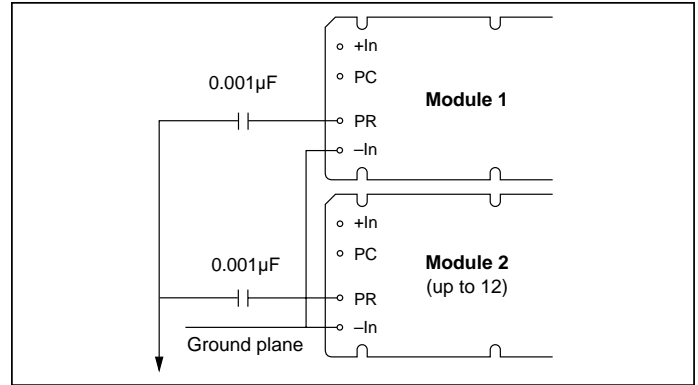 +In
PC
0.001µF
Module 1
PR
–In
+In
PC
0.001µF
Module 2
(up to 12)
PR
–In
Ground plane